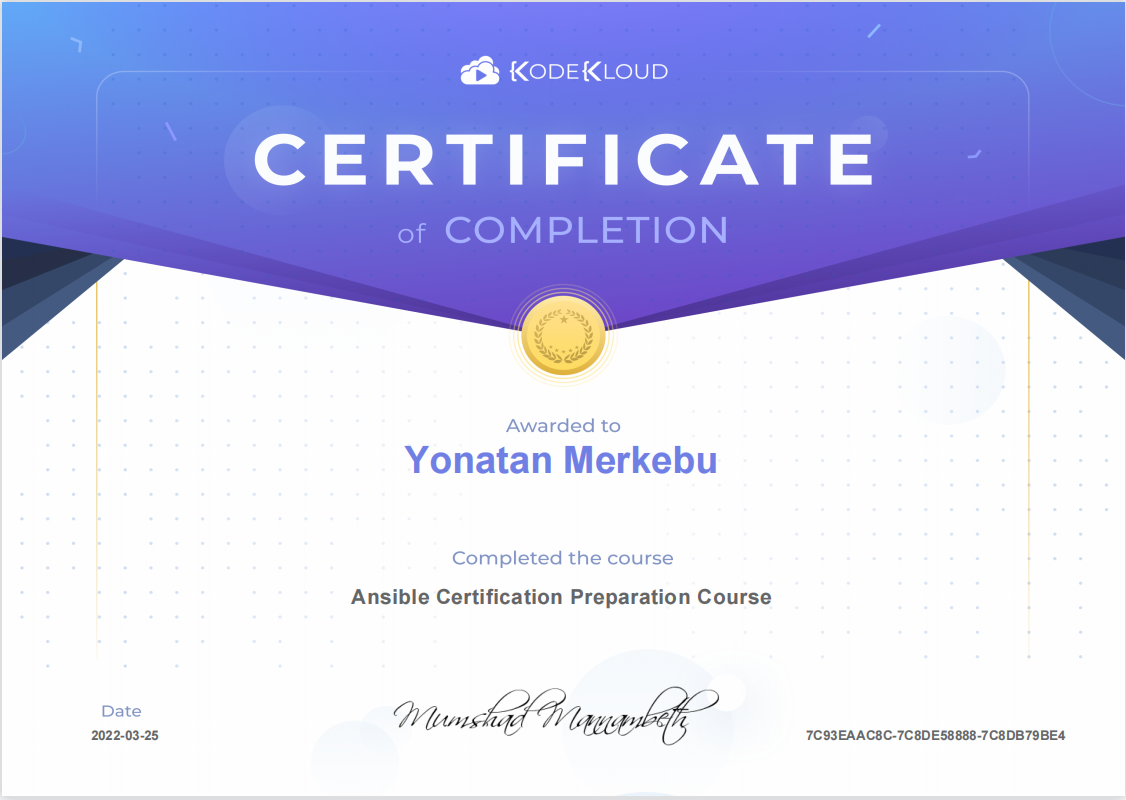 KODEKLOUD
CERTIFICATE
of COMPLETION
Awarded to
Yonatan Merkebu
Completed the course
Ansible Certification Preparation Course
Mumshad Mannambeth
Date
2022-03-25
7C93EAAC8C-7C8DE58888-7C8DB79BE4